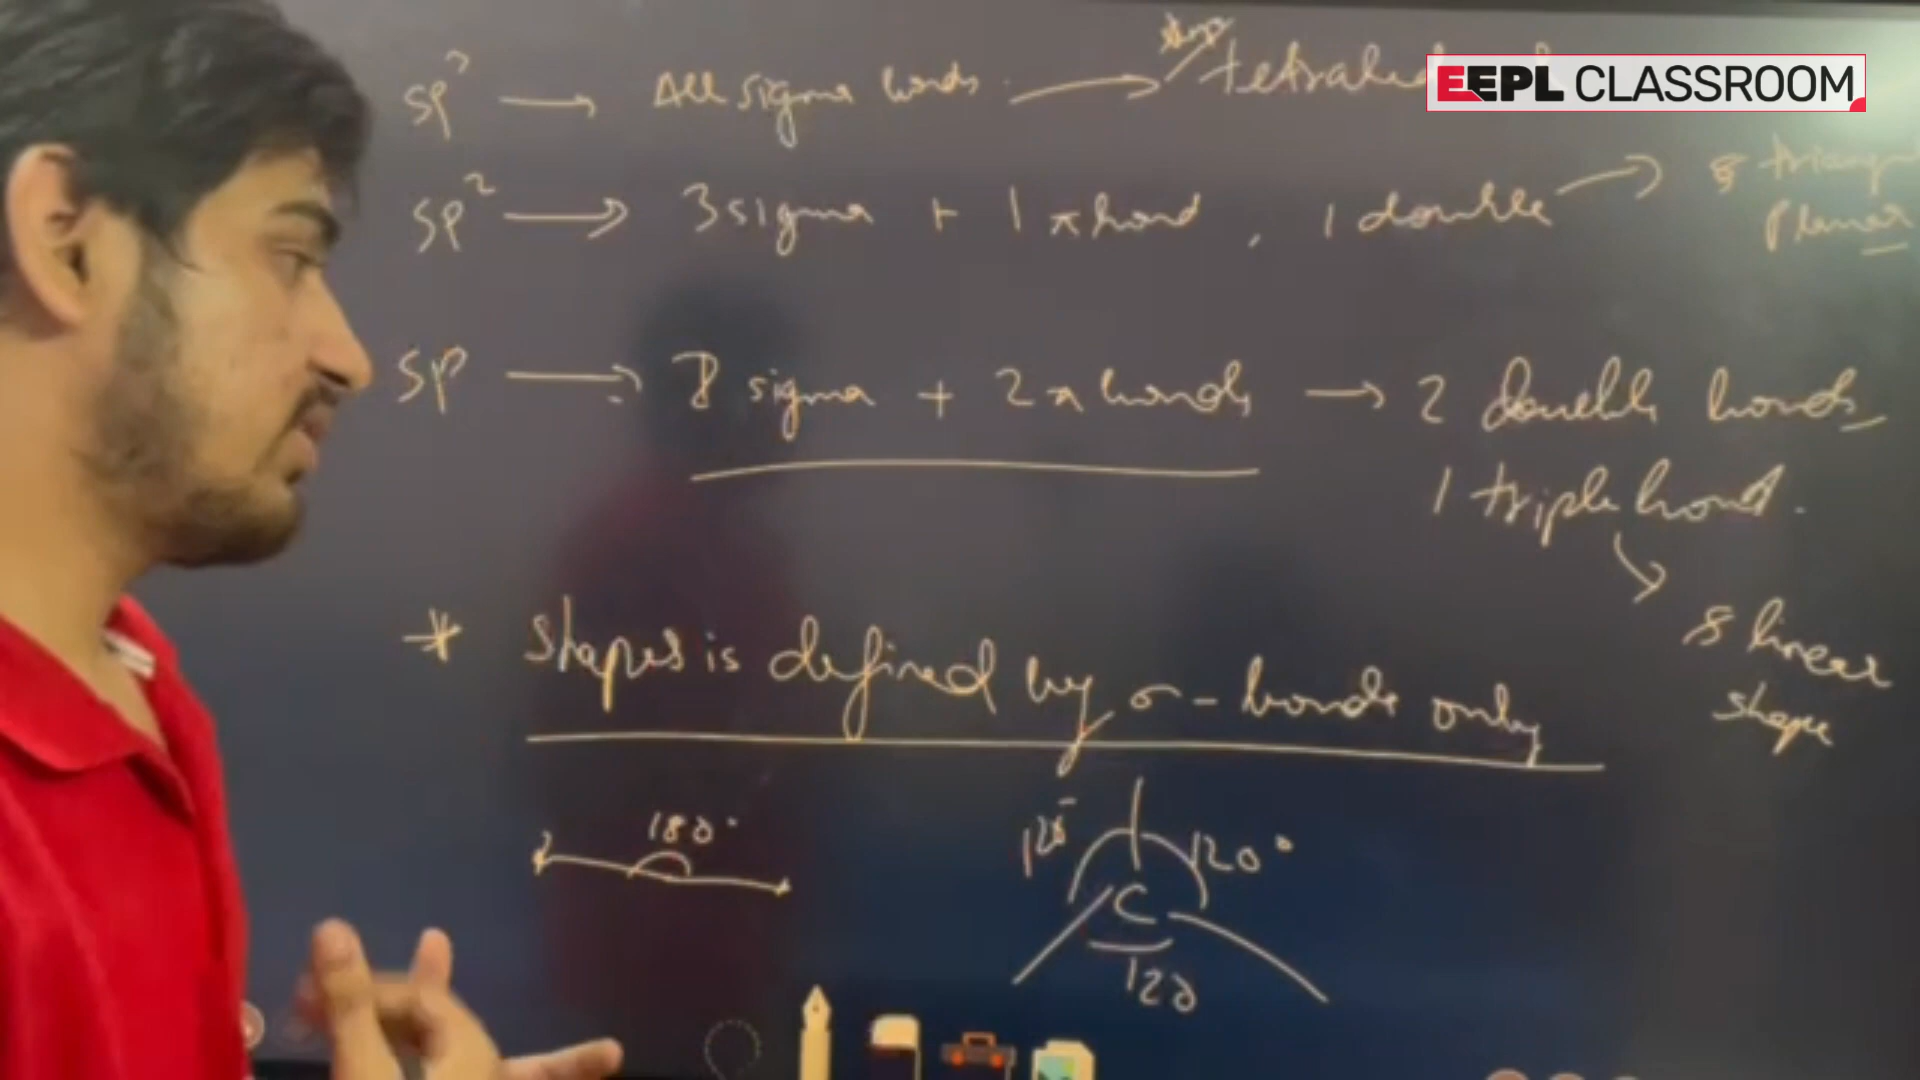 EEPL CLASSROOM
sp³ → All sigma bonds. →
sp² → 3 sigma + 1 π bond, 1 double → & triangul
planar
sp → 2 sigma + 2 π bonds → 2 double bonds
1 triple bond.
& linear
shape
* Shapes is defined by σ - bonds only
180°
120°
120°
C
120